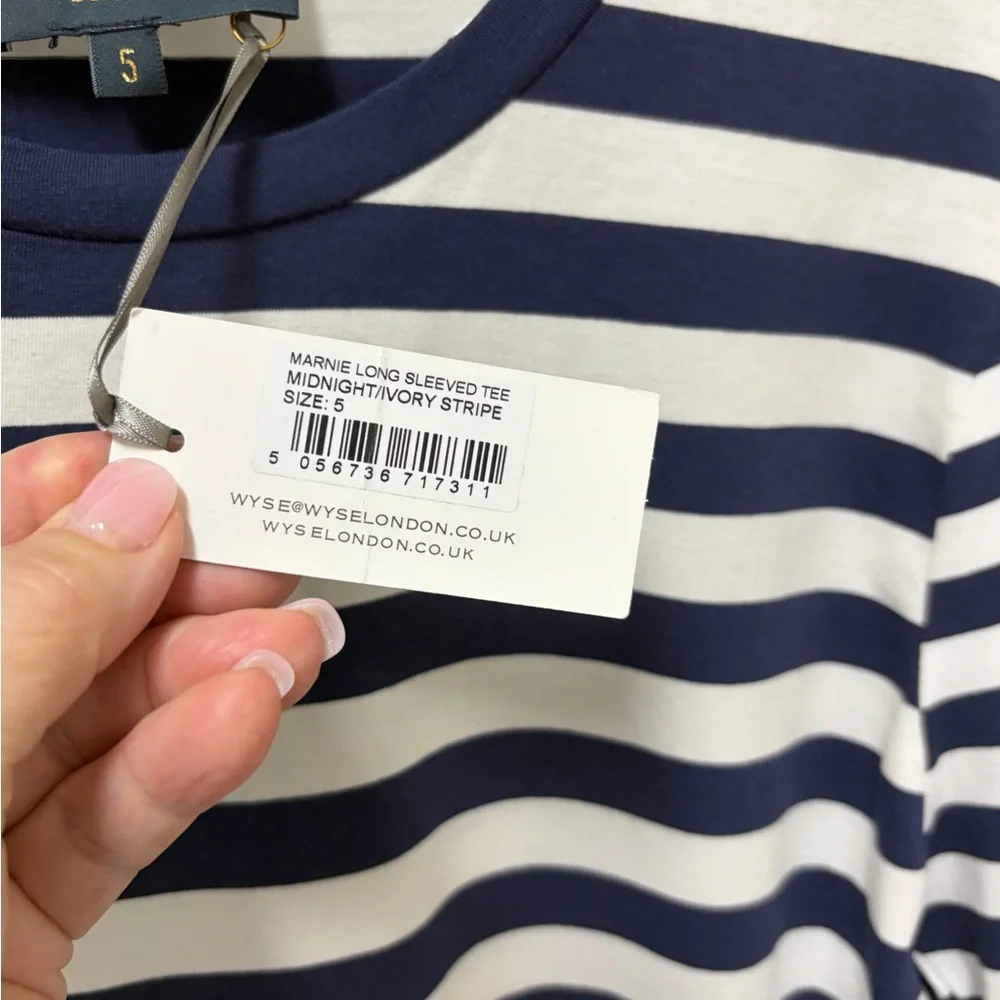 5
MARNIE LONG SLEEVED TEE
MIDNIGHT/IVORY STRIPE
SIZE: 5
5 056736 717311
WYSE@WYSELONDON.CO.UK
WYSELONDON.CO.UK